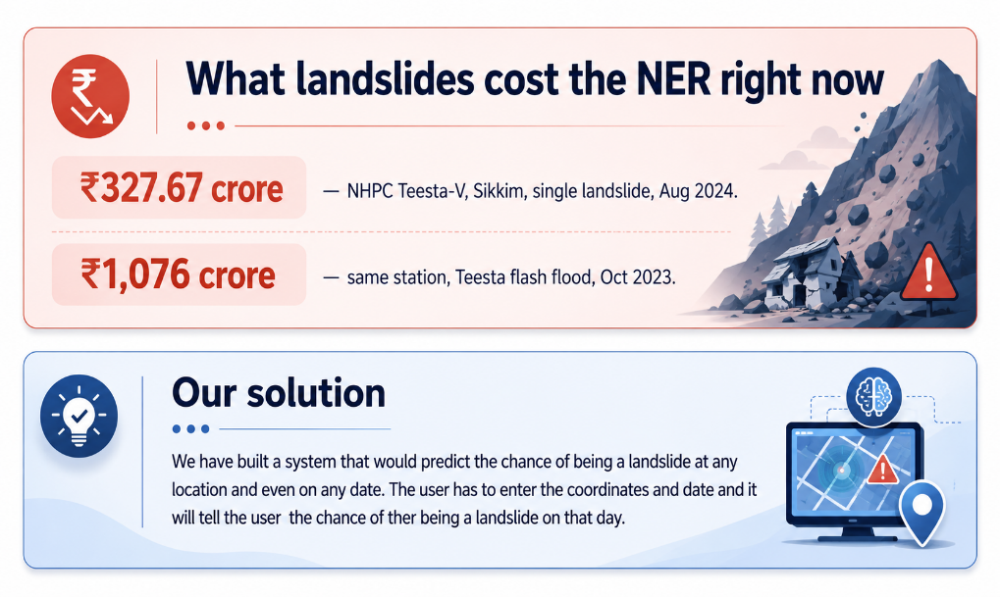 What landslides cost the NER right now
₹327.67 crore — NHPC Teesta-V, Sikkim, single landslide, Aug 2024.
₹1,076 crore — same station, Teesta flash flood, Oct 2023.
Our solution
We have built a system that would predict the chance of being a landslide at any
location and even on any date. The user has to enter the coordinates and date and it
will tell the user the chance of ther being a landslide on that day.